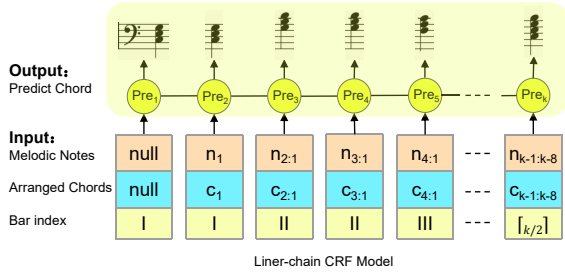 Output:
Predict Chord
Pre₁ Pre₂ Pre₃ Pre₄ Pre₅ Preₖ
Input:
Melodic Notes null n₁ n₂:₁ n₃:₁ n₄:₁ --- nₖ₋₁:ₖ₋₈
Arranged Chords null c₁ c₂:₁ c₃:₁ c₄:₁ --- cₖ₋₁:ₖ₋₈
Bar index I I II II III --- ⌈k/2⌉
Liner-chain CRF Model